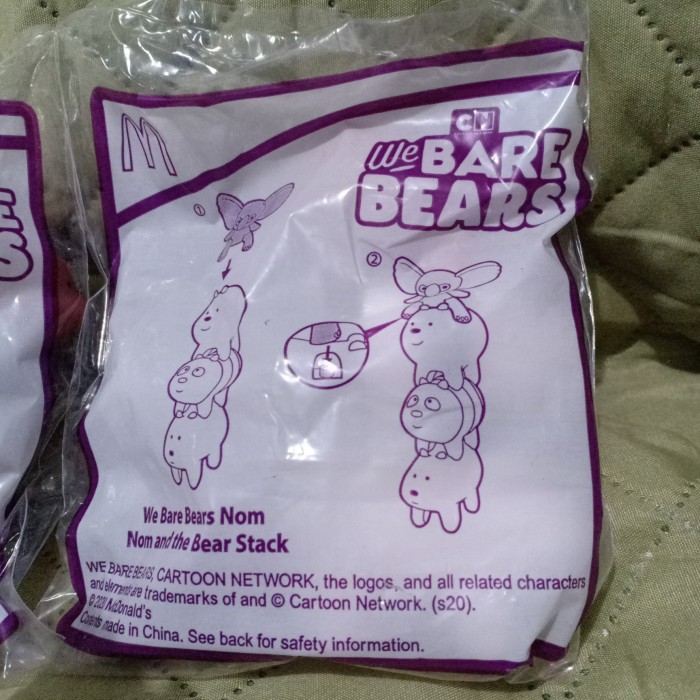 CN
We BARE
BEARS
①
②
We Bare Bears Nom
Nom and the Bear Stack
WE BARE BEARS, CARTOON NETWORK, the logos, and all related characters
and elements are trademarks of and © Cartoon Network. (s20).
© 2020 McDonald's
Contents made in China. See back for safety information.